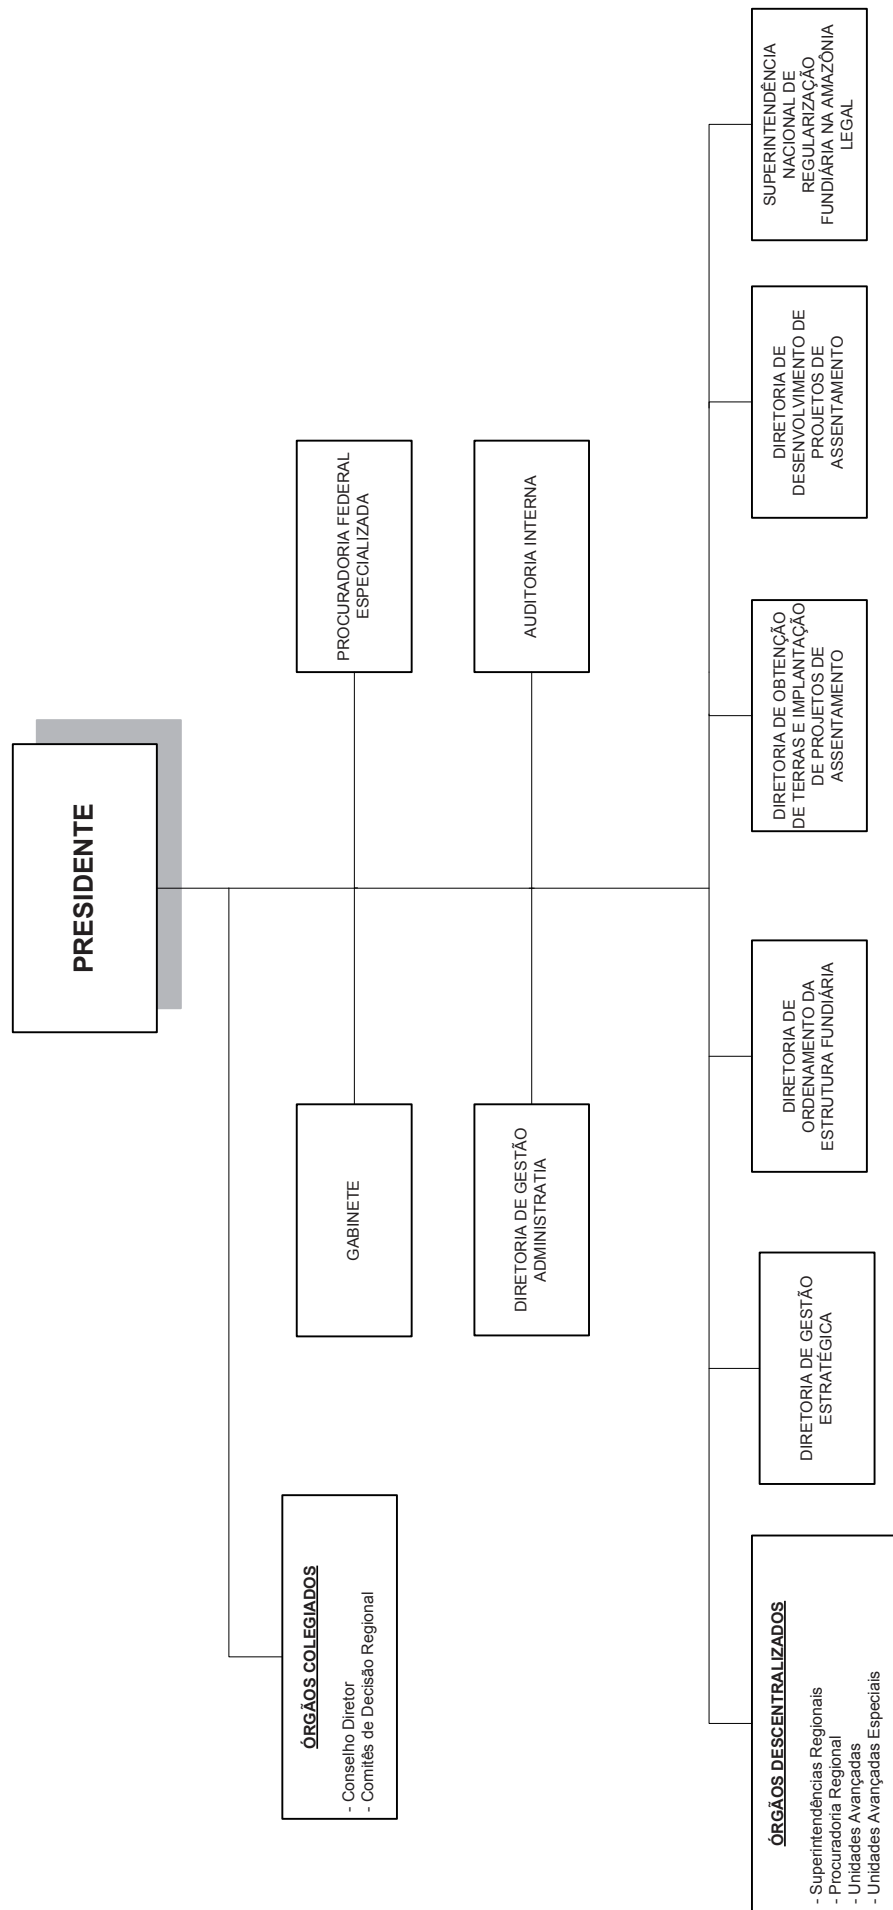 PRESIDENTE
ÓRGÃOS COLEGIADOS
- Conselho Diretor
- Comitês de Decisão Regional
GABINETE
PROCURADORIA FEDERAL
ESPECIALIZADA
DIRETORIA DE GESTÃO
ADMINISTRATIA
AUDITORIA INTERNA
ÓRGÃOS DESCENTRALIZADOS
- Superintendências Regionais
- Procuradoria Regional
- Unidades Avançadas
- Unidades Avançadas Especiais
DIRETORIA DE GESTÃO
ESTRATÉGICA
DIRETORIA DE
ORDENAMENTO DA
ESTRUTURA FUNDIÁRIA
DIRETORIA DE OBTENÇÃO
DE TERRAS E IMPLANTAÇÃO
DE PROJETOS DE
ASSENTAMENTO
DIRETORIA DE
DESENVOLVIMENTO DE
PROJETOS DE
ASSENTAMENTO
SUPERINTENDÊNCIA
NACIONAL DE
REGULARIZAÇÃO
FUNDIÁRIA NA AMAZÔNIA
LEGAL